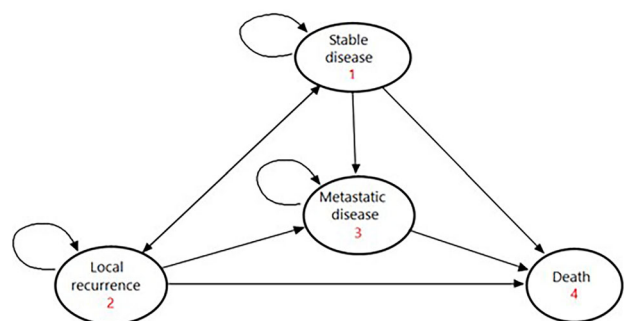 Stable
disease
1
Metastatic
disease
3
Local
recurrence
2
Death
4